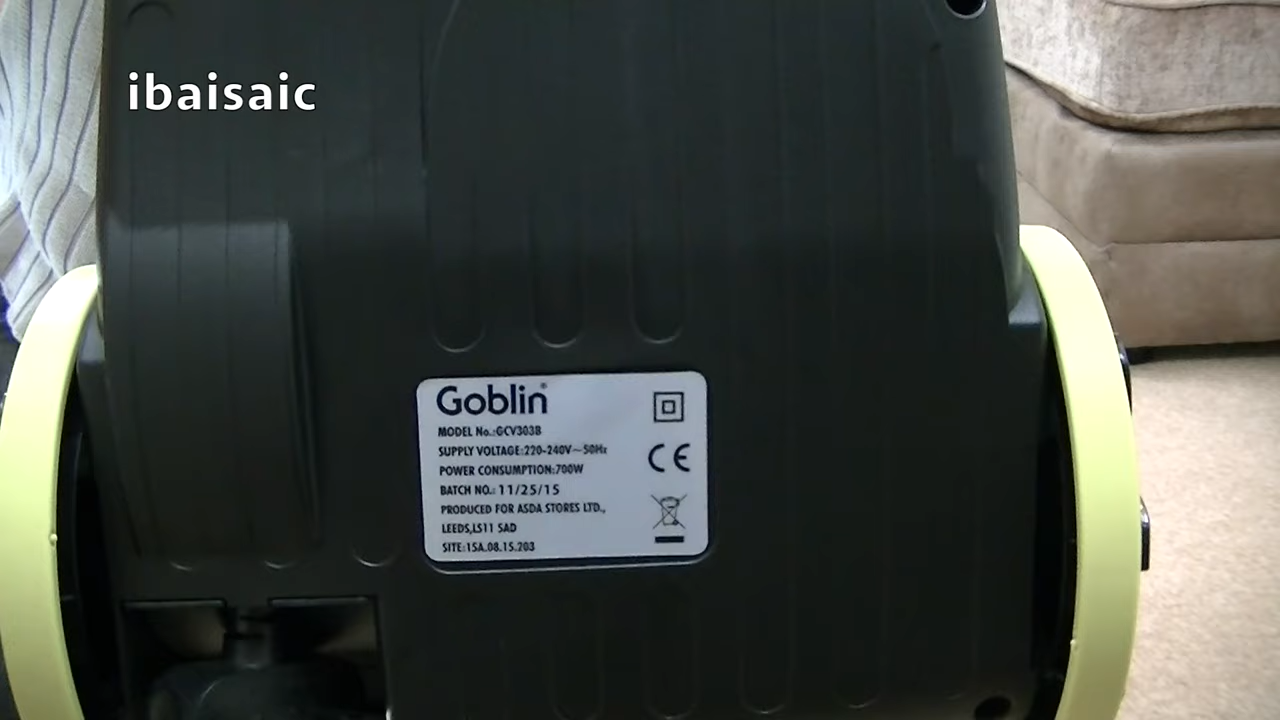 ibaisaic
Goblin®
MODEL No.:GCV303B
SUPPLY VOLTAGE:220-240V~50Hz
POWER CONSUMPTION:700W
BATCH NO.: 11/25/15
PRODUCED FOR ASDA STORES LTD.,
LEEDS,LS11 5AD
SITE:15A.08.15.203
CE